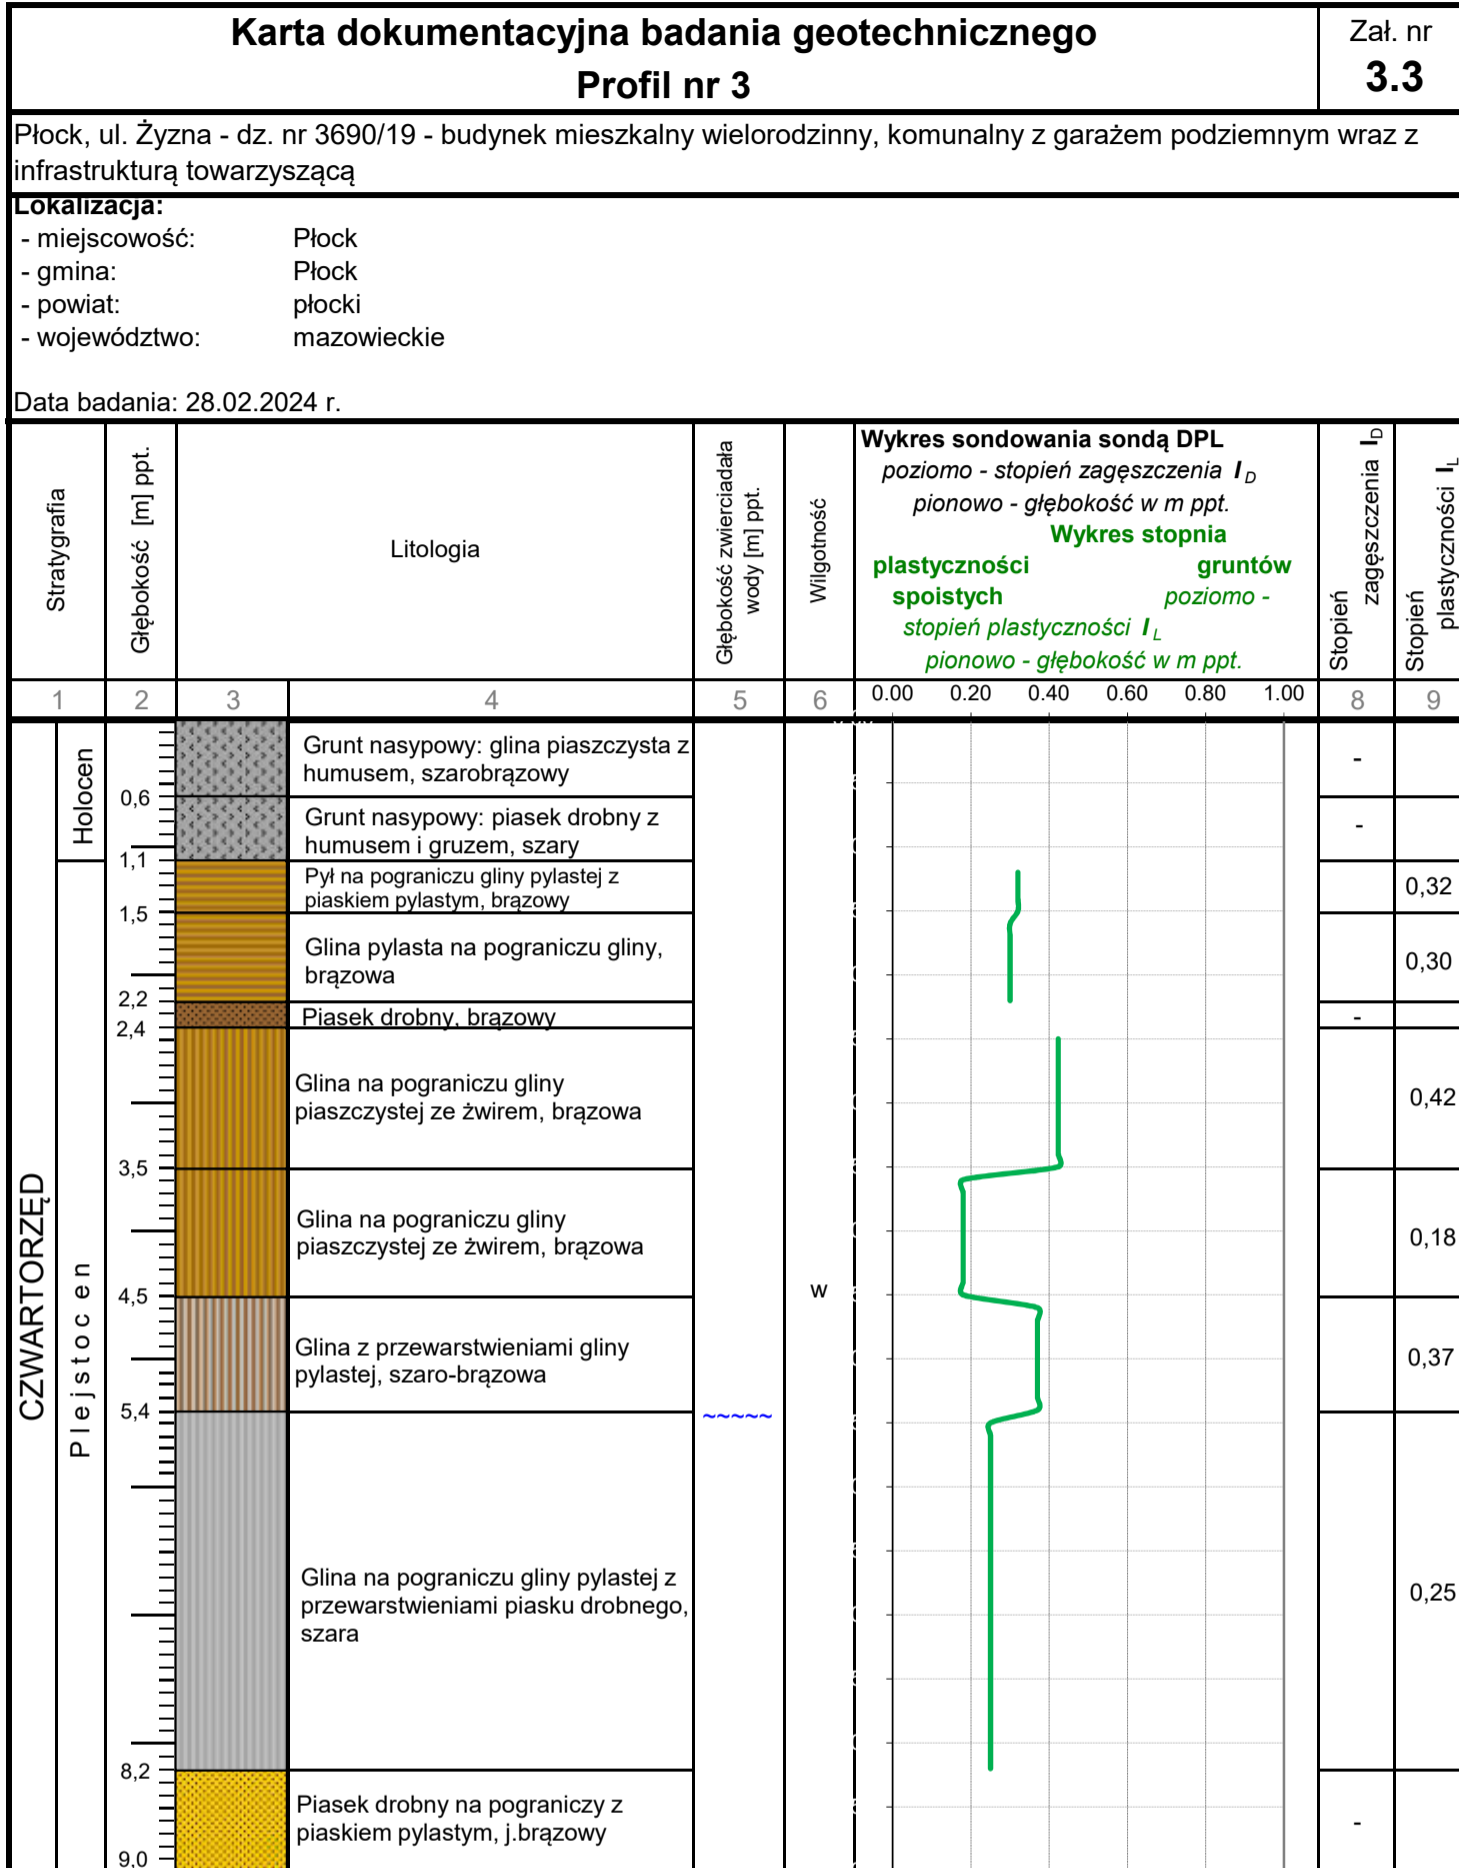 Karta dokumentacyjna badania geotechnicznego
Profil nr 3
Zał. nr
3.3
Płock, ul. Żyzna - dz. nr 3690/19 - budynek mieszkalny wielorodzinny, komunalny z garażem podziemnym wraz z
infrastrukturą towarzyszącą
Lokalizacja:
- miejscowość: Płock
- gmina: Płock
- powiat: płocki
- województwo: mazowieckie
Data badania: 28.02.2024 r.
Stratygrafia
Głębokość [m] ppt.
Litologia
Głębokość zwierciadała
wody [m] ppt.
Wilgotność
Wykres sondowania sondą DPL
poziomo - stopień zagęszczenia I D
pionowo - głębokość w m ppt.
Wykres stopnia
plastyczności gruntów
spoistych poziomo -
stopień plastyczności I L
pionowo - głębokość w m ppt.
Stopień
zagęszczenia ID
Stopień
plastyczności IL
1 2 3 4 5 6 0.00 0.20 0.40 0.60 0.80 1.00 8 9
CZWARTORZĘD
Holocen
Plejstocen
Grunt nasypowy: glina piaszczysta z
humusem, szarobrązowy
-
0,6
Grunt nasypowy: piasek drobny z
humusem i gruzem, szary
-
1,1
Pył na pograniczu gliny pylastej z
piaskiem pylastym, brązowy
0,32
1,5
Glina pylasta na pograniczu gliny,
brązowa
0,30
2,2
Piasek drobny, brązowy
-
2,4
Glina na pograniczu gliny
piaszczystej ze żwirem, brązowa
0,42
3,5
Glina na pograniczu gliny
piaszczystej ze żwirem, brązowa
0,18
w
4,5
Glina z przewarstwieniami gliny
pylastej, szaro-brązowa
0,37
5,4
~~~~~
Glina na pograniczu gliny pylastej z
przewarstwieniami piasku drobnego,
szara
0,25
8,2
Piasek drobny na pograniczy z
piaskiem pylastym, j.brązowy
-
9,0